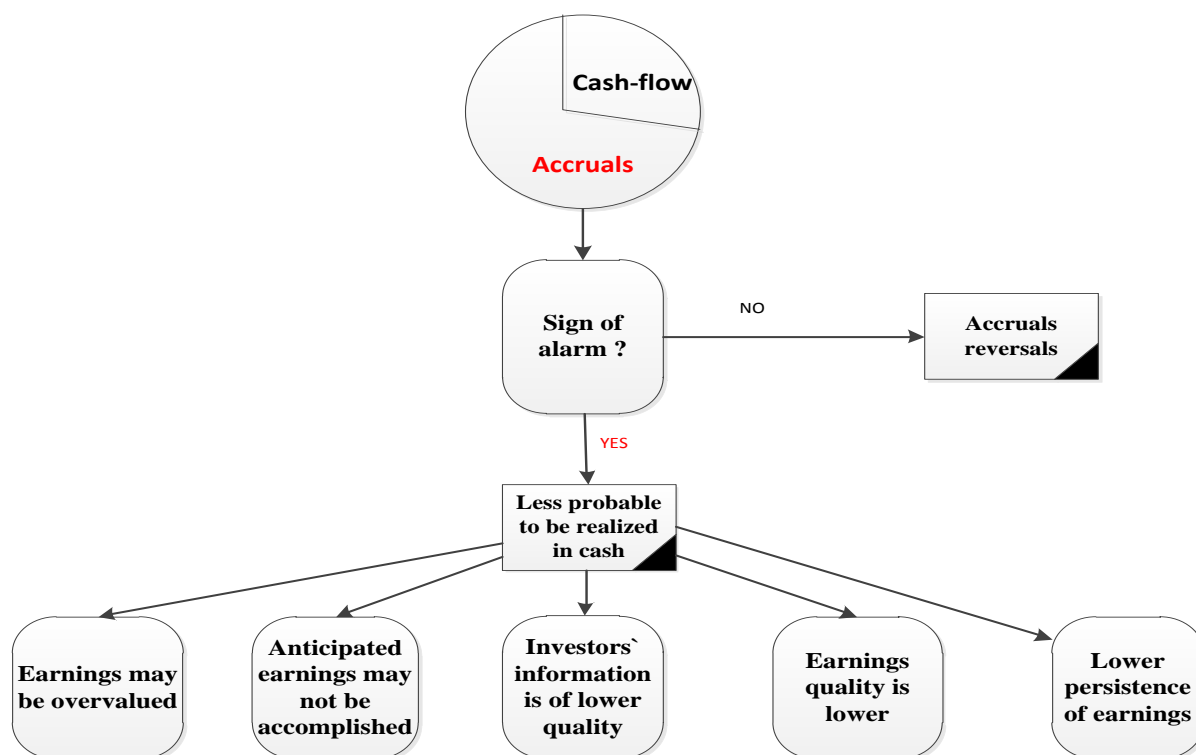 Cash-flow
Accruals
Sign of
alarm ?
NO
Accruals
reversals
YES
Less probable
to be realized
in cash
Earnings may
be overvalued
Anticipated
earnings may
not be
accomplished
Investors`
information
is of lower
quality
Earnings
quality is
lower
Lower
persistence
of earnings